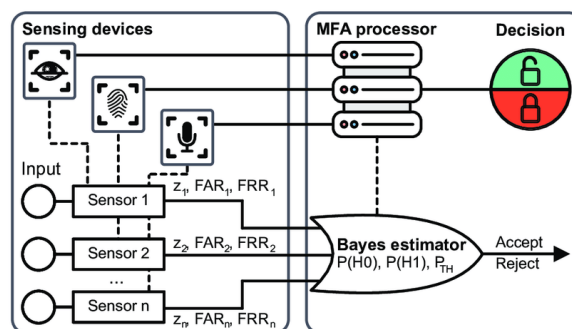 Sensing devices
MFA processor
Decision
Input
Sensor 1
z1, FAR1, FRR1
Sensor 2
z2, FAR2, FRR2
...
Sensor n
zn, FARn, FRRn
Bayes estimator
P(H0), P(H1), PTH
Accept
Reject